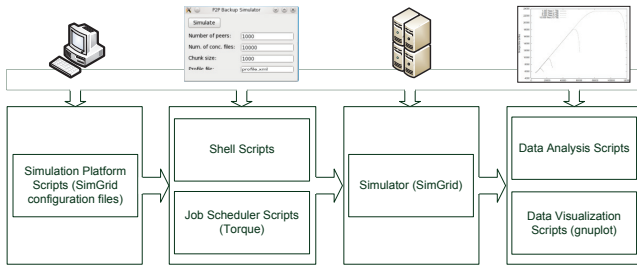 P2P Backup Simulator
Simulate
Number of peers: 1000
Num. of conc. files: 10000
Chunk size: 1000
Profile file: profile.xml
Simulation Platform
Scripts (SimGrid
configuration files)
Shell Scripts
Job Scheduler Scripts
(Torque)
Simulator (SimGrid)
Data Analysis Scripts
Data Visualization
Scripts (gnuplot)